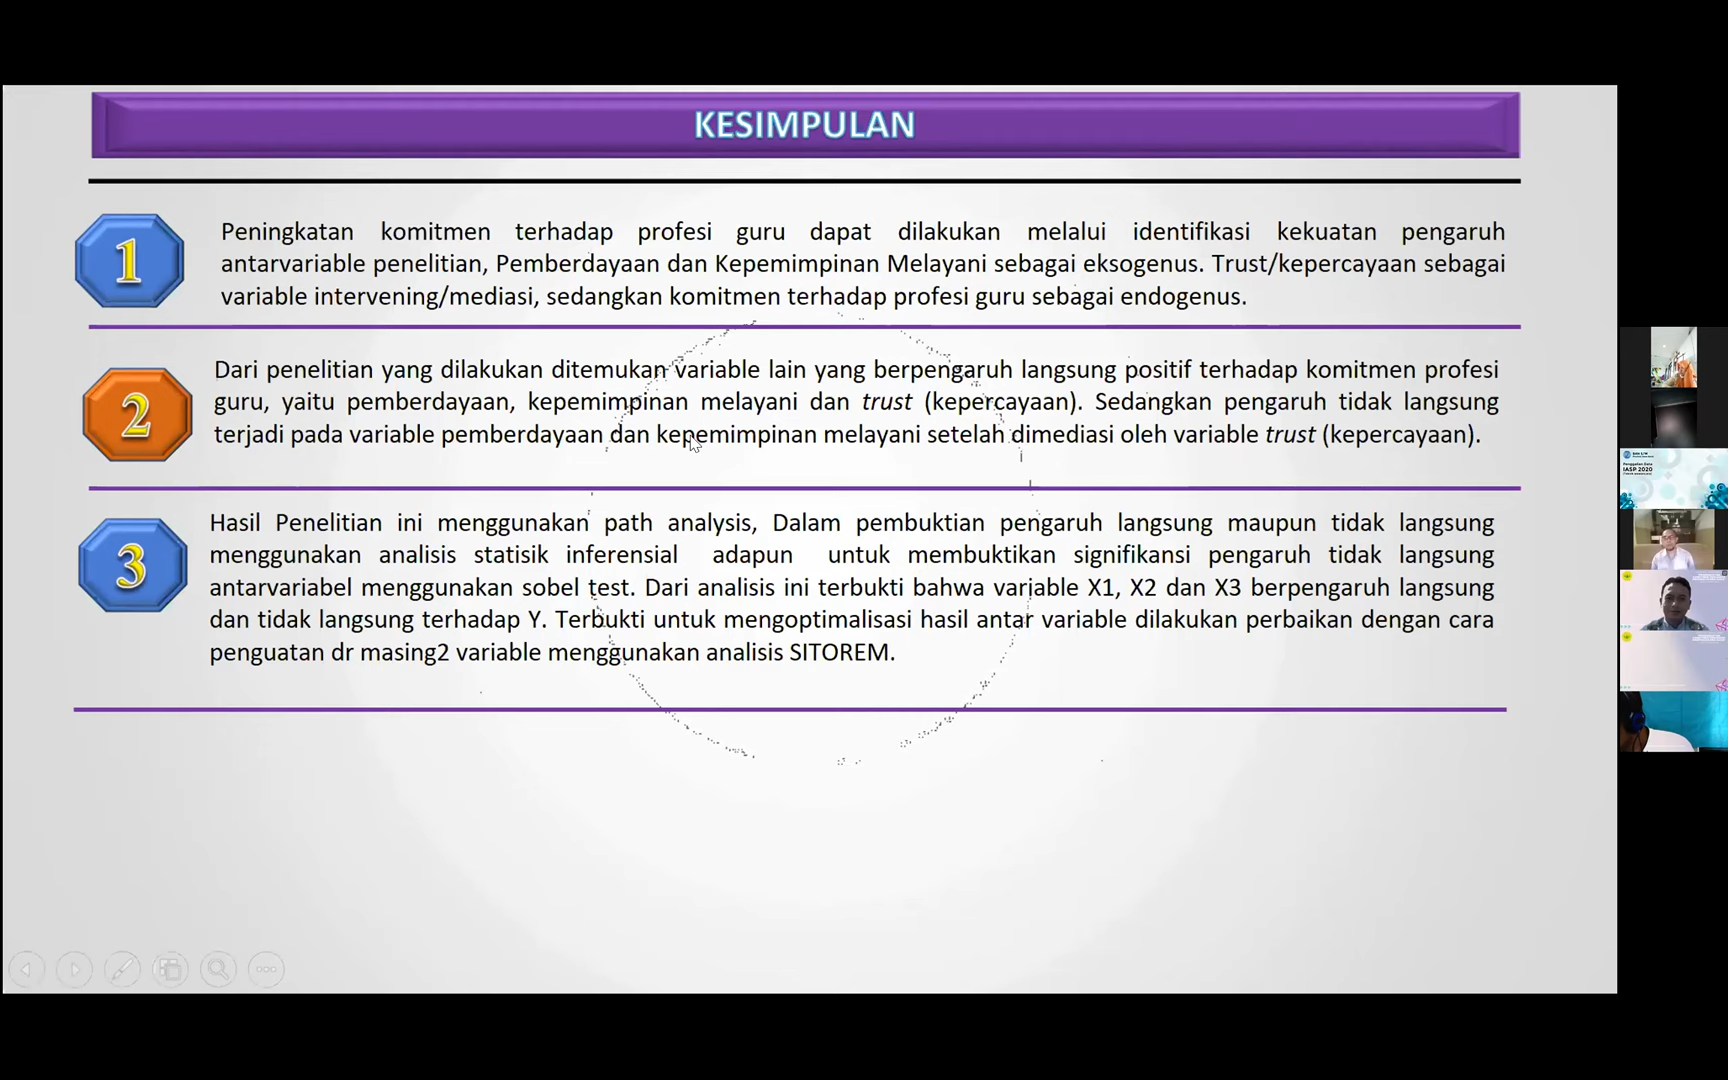 KESIMPULAN
1
Peningkatan komitmen terhadap profesi guru dapat dilakukan melalui identifikasi kekuatan pengaruh
antarvariable penelitian, Pemberdayaan dan Kepemimpinan Melayani sebagai eksogenus. Trust/kepercayaan sebagai
variable intervening/mediasi, sedangkan komitmen terhadap profesi guru sebagai endogenus.
2
Dari penelitian yang dilakukan ditemukan variable lain yang berpengaruh langsung positif terhadap komitmen profesi
guru, yaitu pemberdayaan, kepemimpinan melayani dan trust (kepercayaan). Sedangkan pengaruh tidak langsung
terjadi pada variable pemberdayaan dan kepemimpinan melayani setelah dimediasi oleh variable trust (kepercayaan).
3
Hasil Penelitian ini menggunakan path analysis, Dalam pembuktian pengaruh langsung maupun tidak langsung
menggunakan analisis statisik inferensial adapun untuk membuktikan signifikansi pengaruh tidak langsung
antarvariabel menggunakan sobel test. Dari analisis ini terbukti bahwa variable X1, X2 dan X3 berpengaruh langsung
dan tidak langsung terhadap Y. Terbukti untuk mengoptimalisasi hasil antar variable dilakukan perbaikan dengan cara
penguatan dr masing2 variable menggunakan analisis SITOREM.
IASP 2020